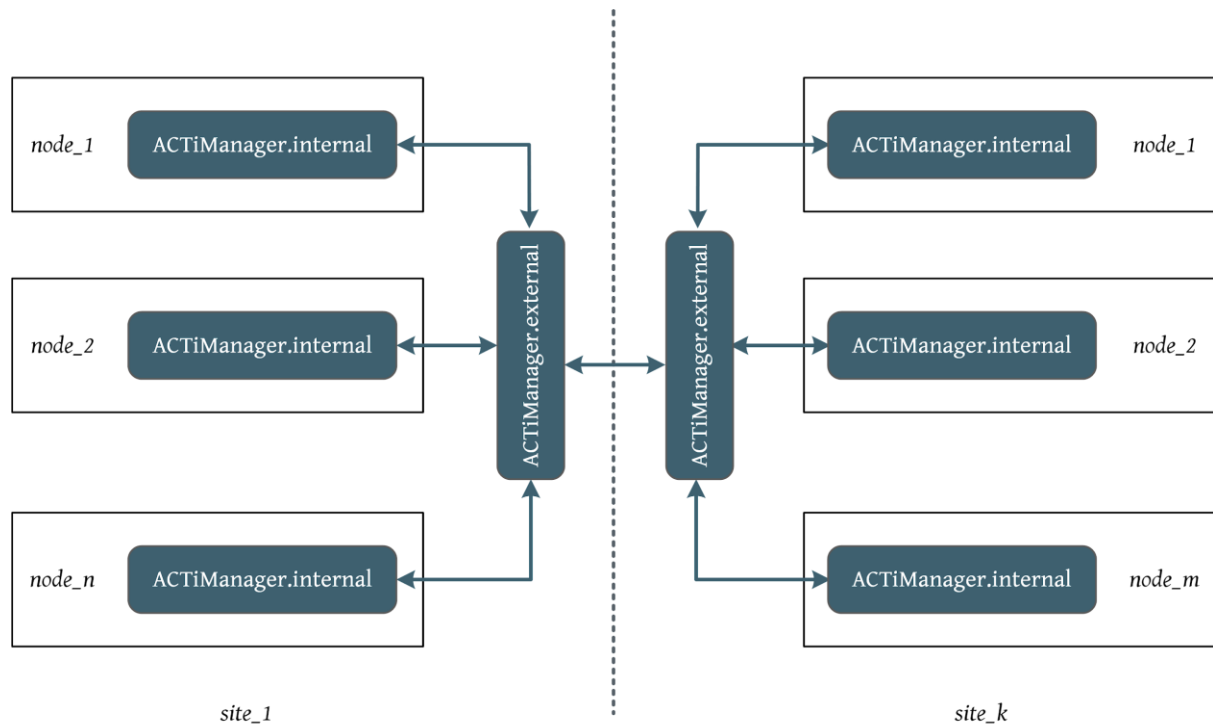 node_1
ACTiManager.internal
ACTiManager.internal
node_1
node_2
ACTiManager.internal
ACTiManager.external
ACTiManager.external
ACTiManager.internal
node_2
node_n
ACTiManager.internal
ACTiManager.internal
node_m
site_1
site_k